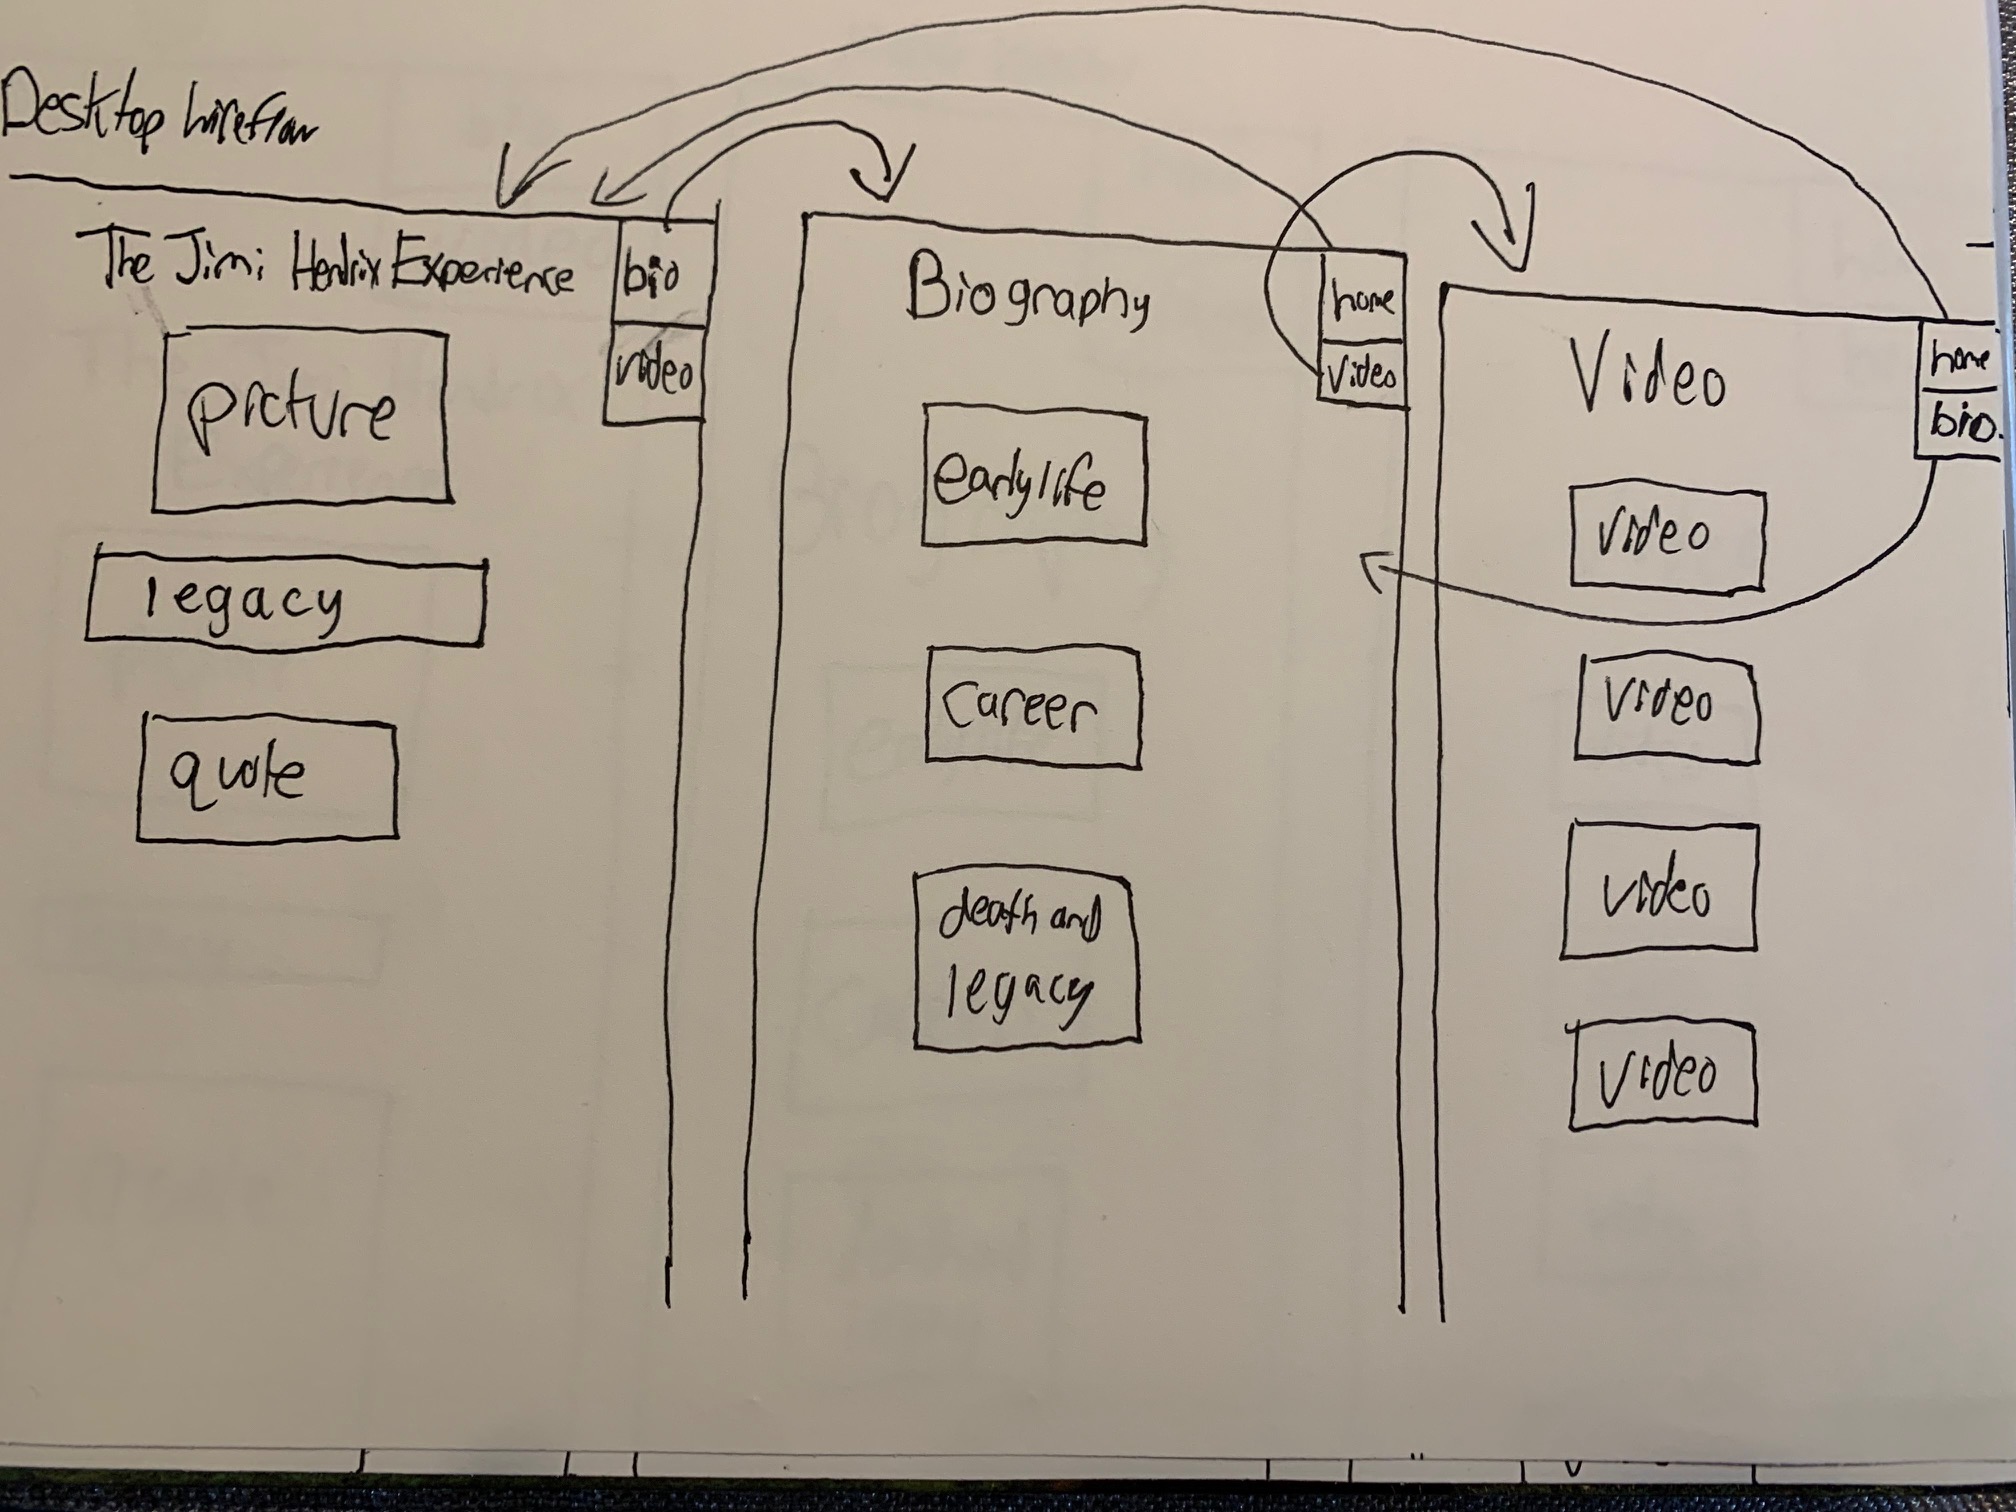 Desktop wireflow
The Jimi Hendrix Experience
bio
video
picture
legacy
quote
Biography
home
video
early life
career
death and
legacy
Video
home
bio.
video
video
video
video